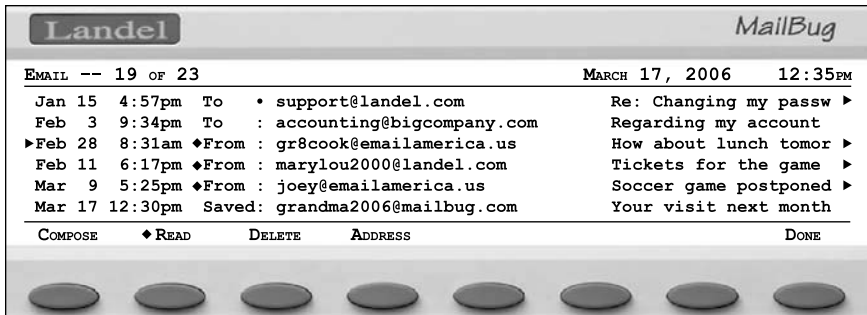 Landel MailBug
EMAIL -- 19 OF 23 MARCH 17, 2006 12:35PM
Jan 15 4:57pm To • support@landel.com Re: Changing my passw ▶
Feb 3 9:34pm To : accounting@bigcompany.com Regarding my account
▶Feb 28 8:31am ◆From : gr8cook@emailamerica.us How about lunch tomor ▶
Feb 11 6:17pm ◆From : marylou2000@landel.com Tickets for the game ▶
Mar 9 5:25pm ◆From : joey@emailamerica.us Soccer game postponed ▶
Mar 17 12:30pm Saved: grandma2006@mailbug.com Your visit next month
COMPOSE ◆ READ DELETE ADDRESS DONE